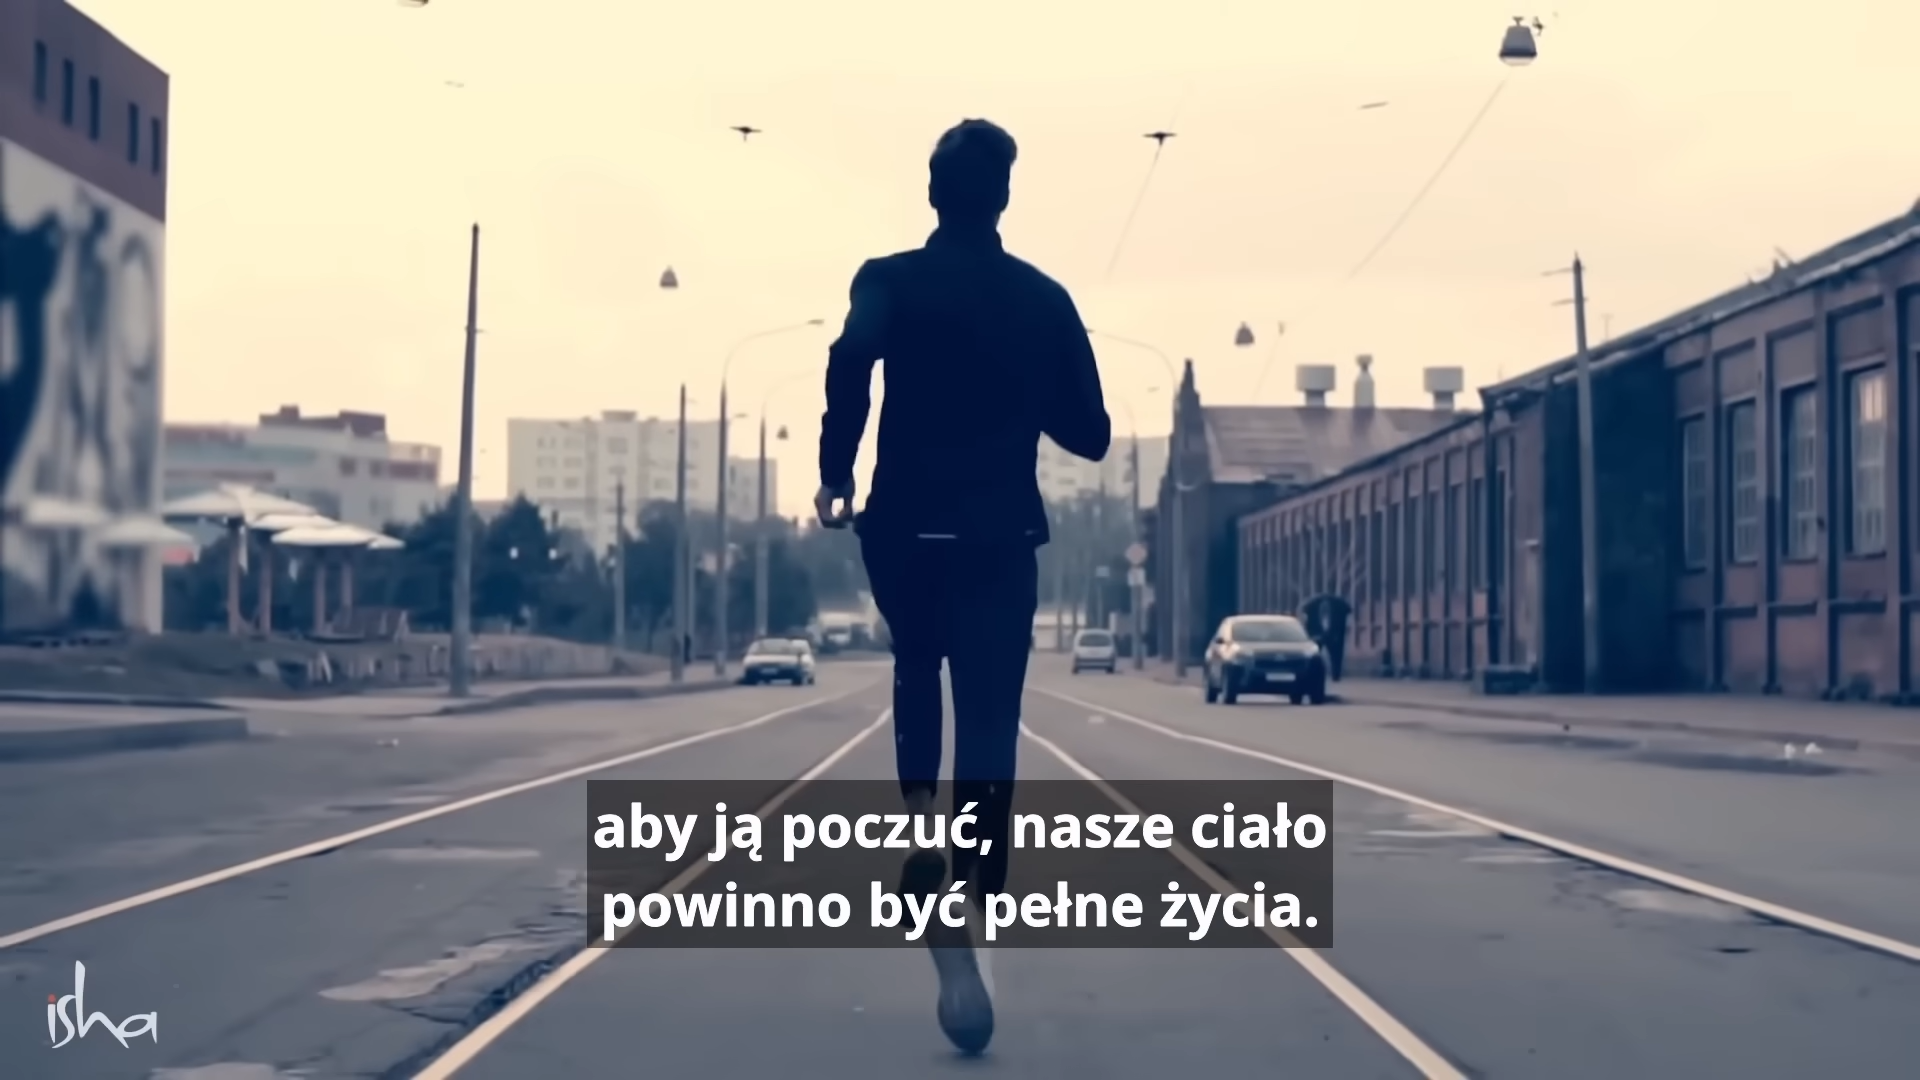 aby ją poczuć, nasze ciało
powinno być pełne życia.
isha